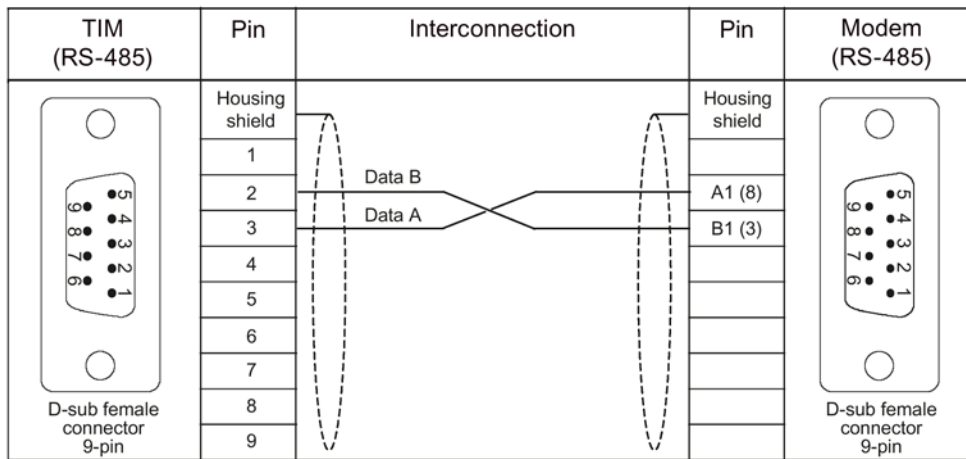 TIM
(RS-485)
Pin
Interconnection
Pin
Modem
(RS-485)
Housing
shield
Housing
shield
1
2
Data B
A1 (8)
3
Data A
B1 (3)
4
5
6
7
8
9
5
9
4
8
3
7
2
6
1
D-sub female
connector
9-pin
5
9
4
8
3
7
2
6
1
D-sub female
connector
9-pin